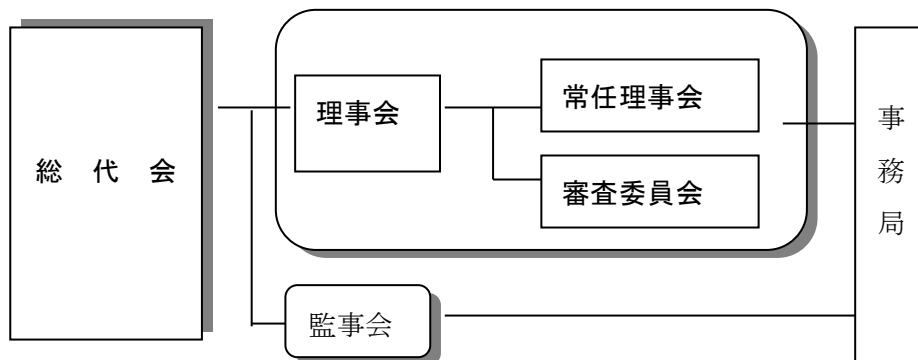 総 代 会
理事会
常任理事会
審査委員会
監事会
事
務
局